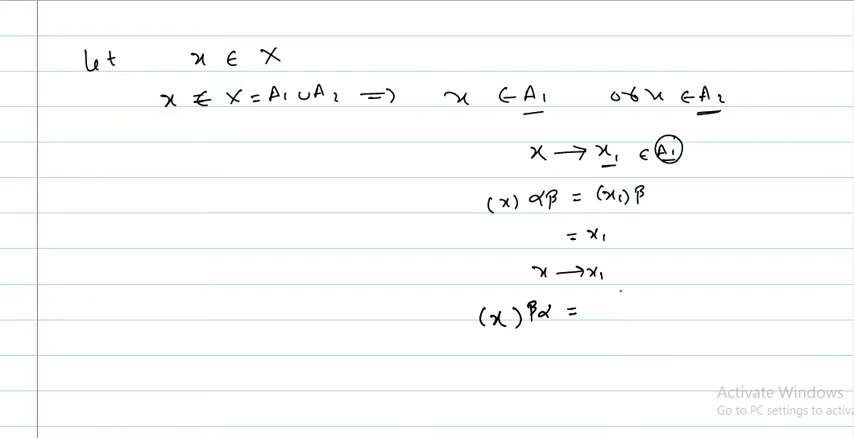 Let x ∈ X
x ∈ X = A₁ ∪ A₂ ⇒ x ∈ A₁ or x ∈ A₂
x → x₁ ∈ A₁
(x) αβ = (x₁) β
= x₁
x → x₁
(x) βα =
Activate Windows
Go to PC settings to activa